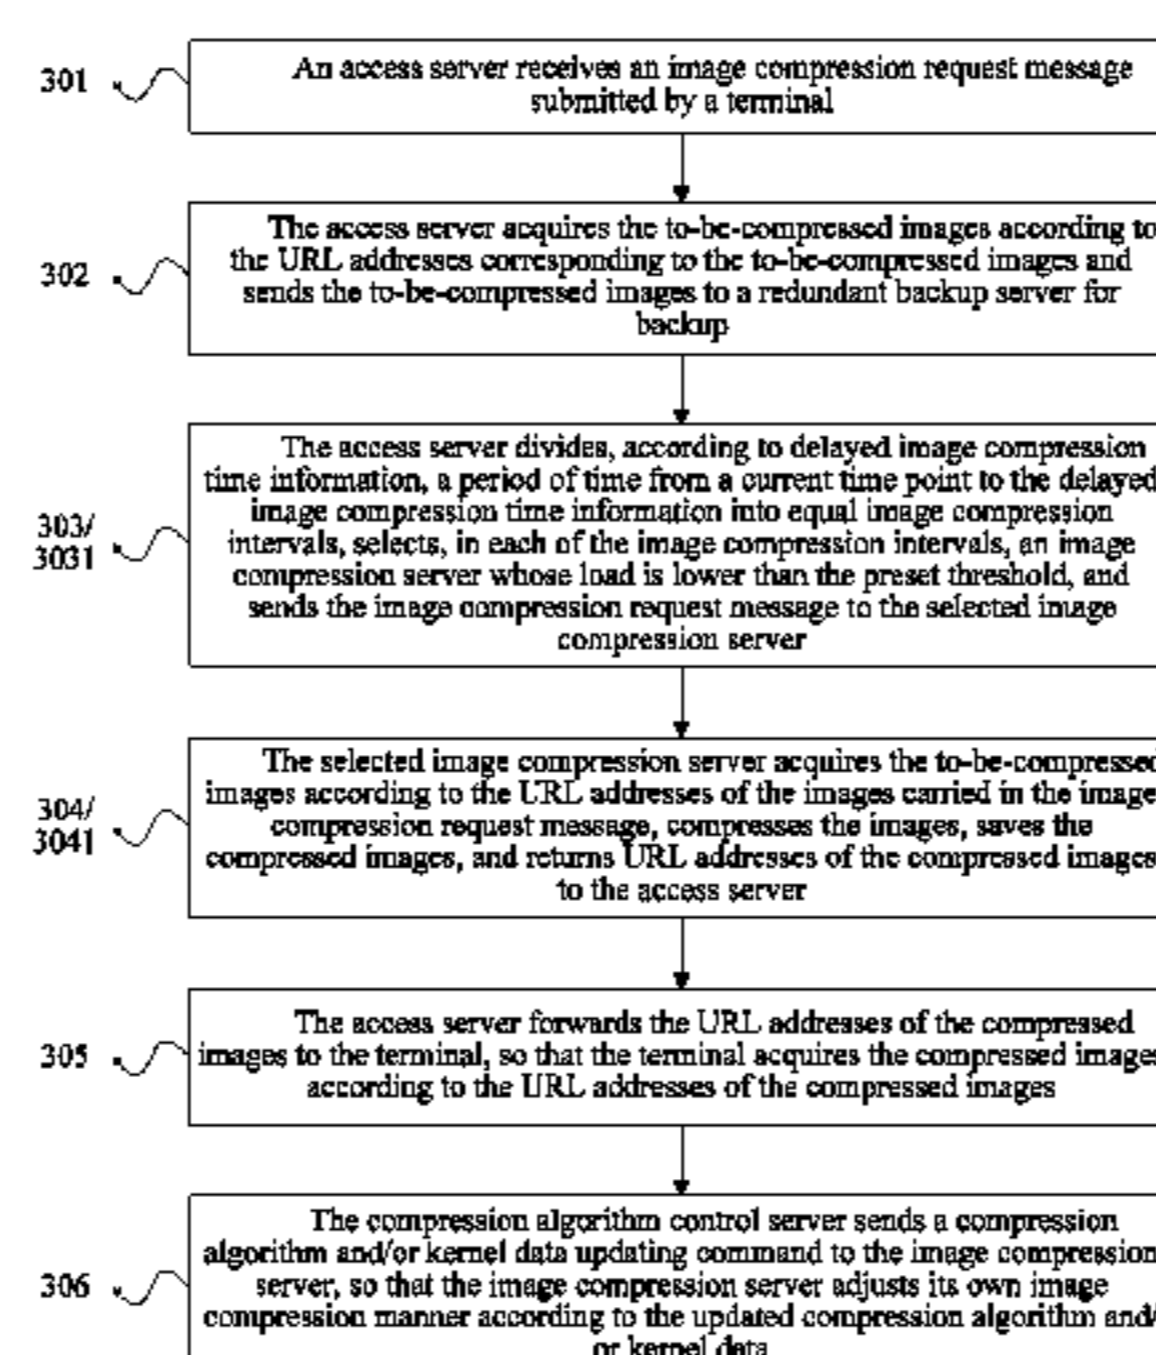 301
An access server receives an image compression request message
submitted by a terminal
302
The access server acquires the to-be-compressed images according to
the URL addresses corresponding to the to-be-compressed images and
sends the to-be-compressed images to a redundant backup server for
backup
303/
3031
The access server divides, according to delayed image compression
time information, a period of time from a current time point to the delayed
image compression time information into equal image compression
intervals, selects, in each of the image compression intervals, an image
compression server whose load is lower than the preset threshold, and
sends the image compression request message to the selected image
compression server
304/
3041
The selected image compression server acquires the to-be-compressed
images according to the URL addresses of the images carried in the image
compression request message, compresses the images, saves the
compressed images, and returns URL addresses of the compressed images
to the access server
305
The access server forwards the URL addresses of the compressed
images to the terminal, so that the terminal acquires the compressed images
according to the URL addresses of the compressed images
306
The compression algorithm control server sends a compression
algorithm and/or kernel data updating command to the image compression
server, so that the image compression server adjusts its own image
compression manner according to the updated compression algorithm and/
or kernel data